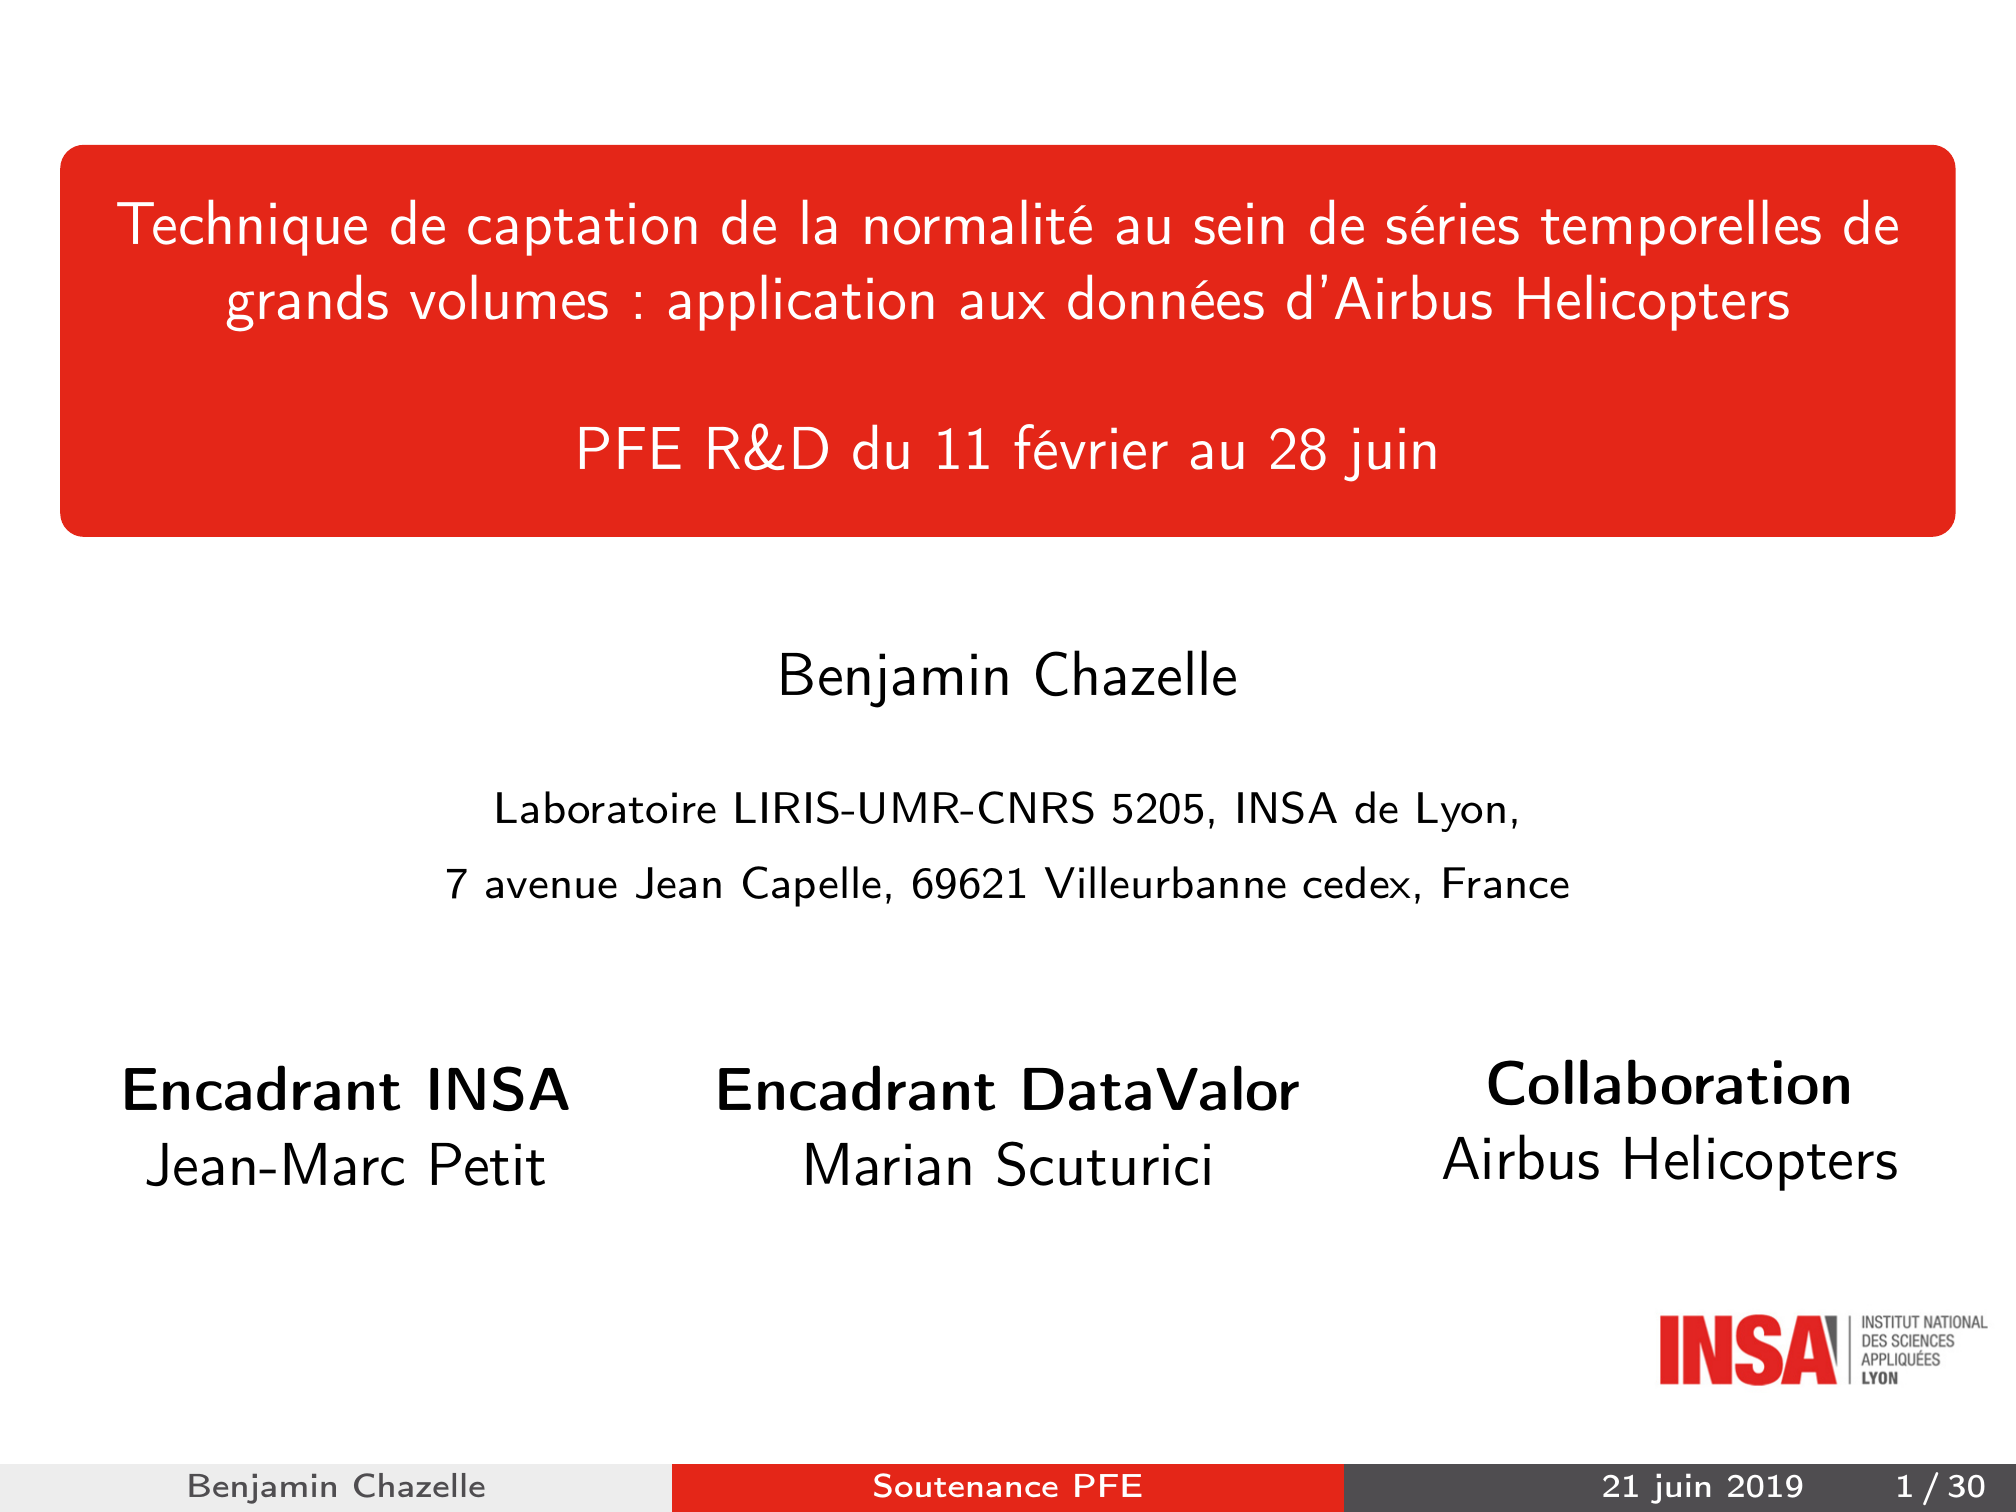 Technique de captation de la normalité au sein de séries temporelles de
grands volumes : application aux données d'Airbus Helicopters
PFE R&D du 11 février au 28 juin
Benjamin Chazelle
Laboratoire LIRIS-UMR-CNRS 5205, INSA de Lyon,
7 avenue Jean Capelle, 69621 Villeurbanne cedex, France
Encadrant INSA
Jean-Marc Petit
Encadrant DataValor
Marian Scuturici
Collaboration
Airbus Helicopters
INSA
INSTITUT NATIONAL
DES SCIENCES
APPLIQUÉES
LYON
Benjamin Chazelle
Soutenance PFE
21 juin 2019
1 / 30